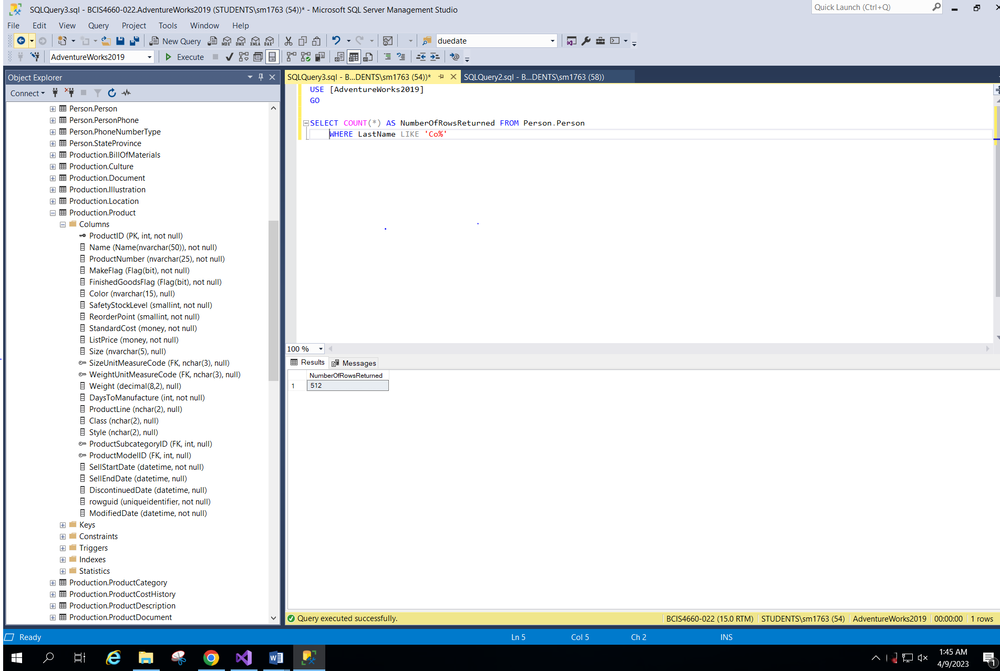 SQLQuery3.sql - BCIS4660-022.AdventureWorks2019 (STUDENTS\sm1763 (54))* - Microsoft SQL Server Management Studio
Quick Launch (Ctrl+Q)
File Edit View Query Project Tools Window Help
New Query MDX DMX XMLA DAX duedate
AdventureWorks2019 Execute
Object Explorer
Connect
Person.Person
Person.PersonPhone
Person.PhoneNumberType
Person.StateProvince
Production.BillOfMaterials
Production.Culture
Production.Document
Production.Illustration
Production.Location
Production.Product
Columns
ProductID (PK, int, not null)
Name (Name(nvarchar(50)), not null)
ProductNumber (nvarchar(25), not null)
MakeFlag (Flag(bit), not null)
FinishedGoodsFlag (Flag(bit), not null)
Color (nvarchar(15), null)
SafetyStockLevel (smallint, not null)
ReorderPoint (smallint, not null)
StandardCost (money, not null)
ListPrice (money, not null)
Size (nvarchar(5), null)
SizeUnitMeasureCode (FK, nchar(3), null)
WeightUnitMeasureCode (FK, nchar(3), null)
Weight (decimal(8,2), null)
DaysToManufacture (int, not null)
ProductLine (nchar(2), null)
Class (nchar(2), null)
Style (nchar(2), null)
ProductSubcategoryID (FK, int, null)
ProductModelID (FK, int, null)
SellStartDate (datetime, not null)
SellEndDate (datetime, null)
DiscontinuedDate (datetime, null)
rowguid (uniqueidentifier, not null)
ModifiedDate (datetime, not null)
Keys
Constraints
Triggers
Indexes
Statistics
Production.ProductCategory
Production.ProductCostHistory
Production.ProductDescription
Production.ProductDocument
SQLQuery3.sql - B...DENTS\sm1763 (54))* SQLQuery2.sql - B...DENTS\sm1763 (58))
USE [AdventureWorks2019]
GO
SELECT COUNT(*) AS NumberOfRowsReturned FROM Person.Person
WHERE LastName LIKE 'Co%'
100 %
Results Messages
NumberOfRowsReturned
1 512
Query executed successfully. BCIS4660-022 (15.0 RTM) STUDENTS\sm1763 (54) AdventureWorks2019 00:00:00 1 rows
Ready Ln 5 Col 5 Ch 2 INS
1:45 AM
4/9/2023
1